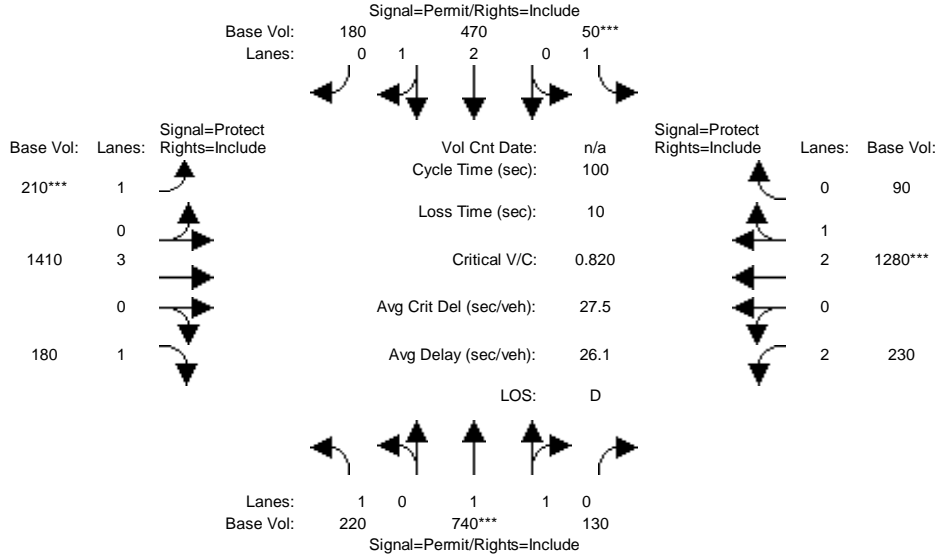 Signal=Permit/Rights=Include
Base Vol: 180 470 50***
Lanes: 0 1 2 0 1
Signal=Protect
Base Vol: Lanes: Rights=Include
Vol Cnt Date: n/a
Signal=Protect
Rights=Include Lanes: Base Vol:
Cycle Time (sec): 100
210*** 1
0 90
Loss Time (sec): 10
0
1
1410 3
Critical V/C: 0.820
2 1280***
0
Avg Crit Del (sec/veh): 27.5
0
180 1
Avg Delay (sec/veh): 26.1
2 230
LOS: D
Lanes: 1 0 1 1 0
Base Vol: 220 740*** 130
Signal=Permit/Rights=Include